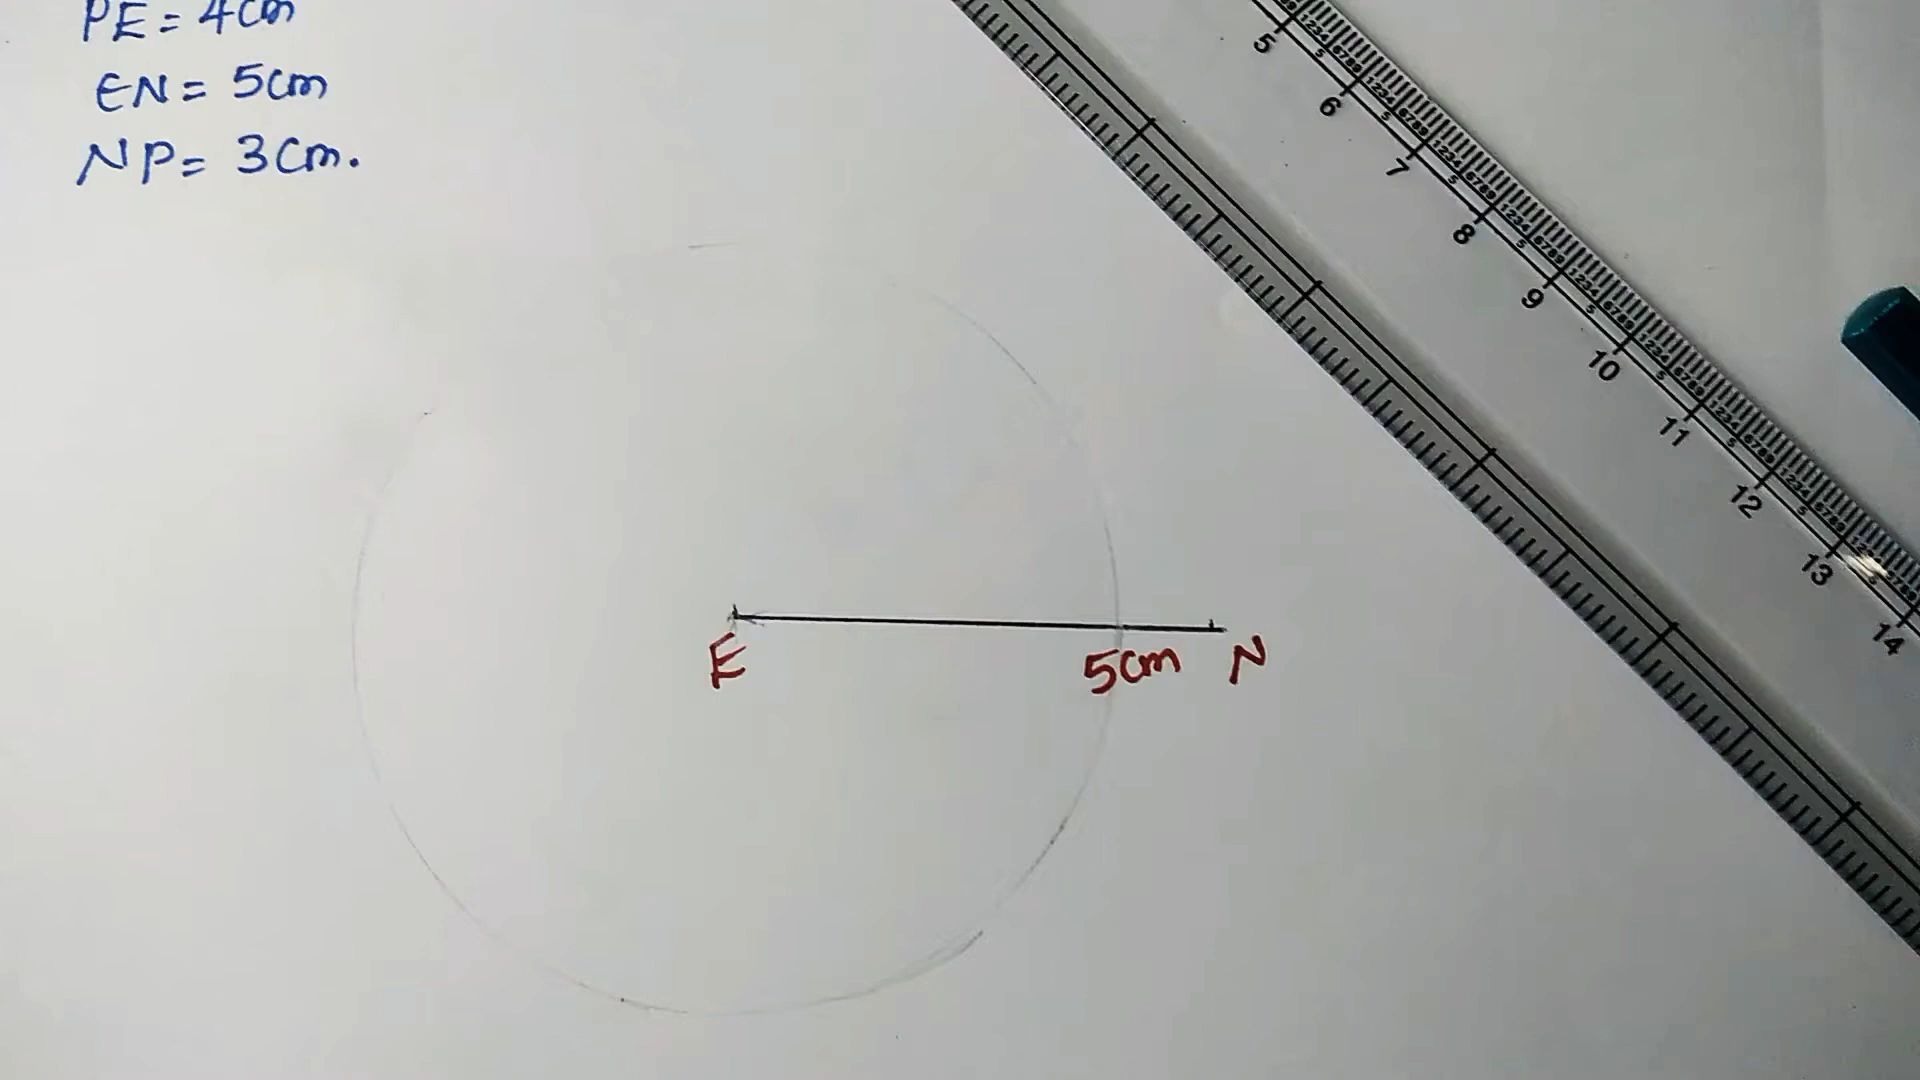 PE = 4cm
EN = 5cm
NP = 3cm.
E
5cm
N
5
6
7
8
9
10
11
12
13
14